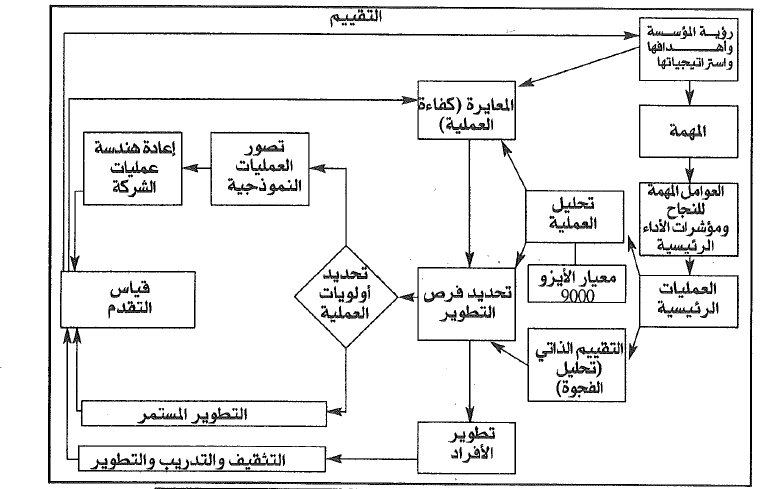 التقييم
رؤية المؤسسة
وأهدافها
واستراتيجياتها
المهمة
العوامل المهمة
للنجاح
ومؤشرات الأداء
الرئيسية
العمليات
الرئيسية
المعايرة (كفاءة
العملية)
تحليل
العملية
معيار الأيزو
9000
التقييم الذاتي
(تحليل
الفجوة)
تحديد فرص
التطوير
تطوير
الأفراد
تحديد
أولويات
العملية
تصور
العمليات
النموذجية
إعادة هندسة
عمليات
الشركة
قياس
التقدم
التطوير المستمر
التثقيف والتدريب والتطوير